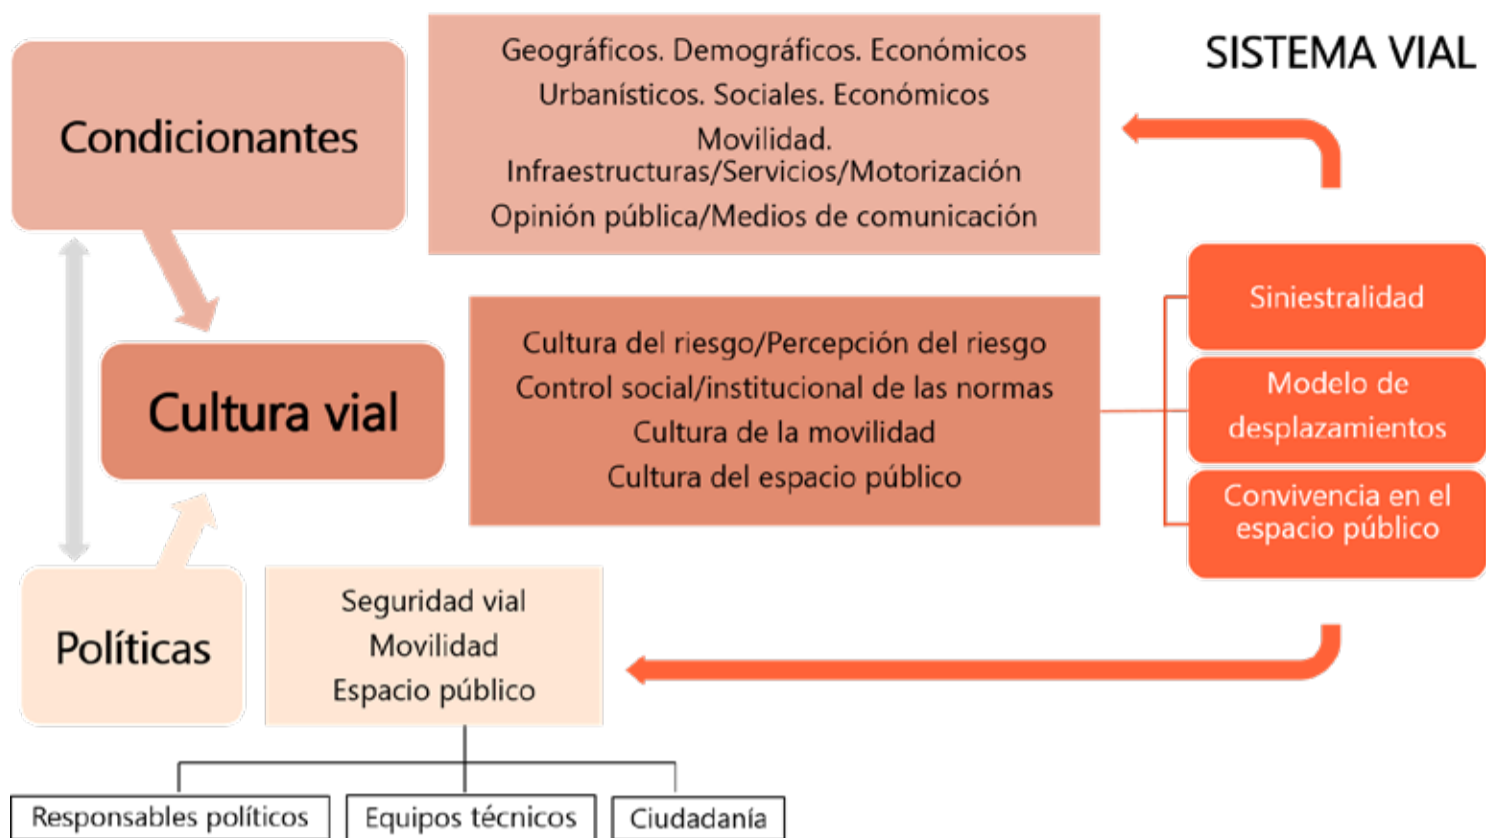 SISTEMA VIAL
Condicionantes
Geográficos. Demográficos. Económicos
Urbanísticos. Sociales. Económicos
Movilidad.
Infraestructuras/Servicios/Motorización
Opinión pública/Medios de comunicación
Cultura vial
Cultura del riesgo/Percepción del riesgo
Control social/institucional de las normas
Cultura de la movilidad
Cultura del espacio público
Siniestralidad
Modelo de
desplazamientos
Convivencia en el
espacio público
Políticas
Seguridad vial
Movilidad
Espacio público
Responsables políticos
Equipos técnicos
Ciudadanía